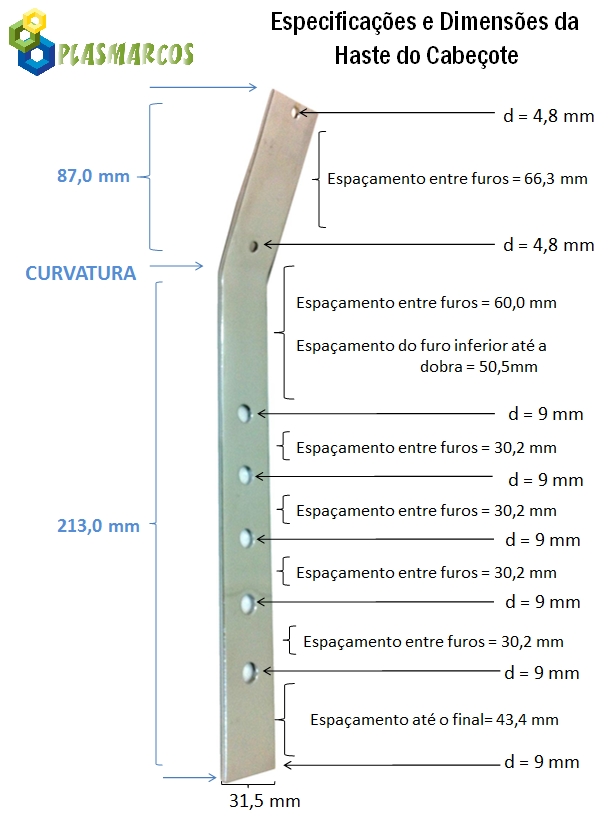 PLASMARCOS
Especificações e Dimensões da
Haste do Cabeçote
d = 4,8 mm
87,0 mm
Espaçamento entre furos = 66,3 mm
d = 4,8 mm
CURVATURA
Espaçamento entre furos = 60,0 mm
Espaçamento do furo inferior até a
dobra = 50,5mm
d = 9 mm
Espaçamento entre furos = 30,2 mm
d = 9 mm
Espaçamento entre furos = 30,2 mm
213,0 mm
d = 9 mm
Espaçamento entre furos = 30,2 mm
d = 9 mm
Espaçamento entre furos = 30,2 mm
d = 9 mm
Espaçamento até o final= 43,4 mm
d = 9 mm
31,5 mm